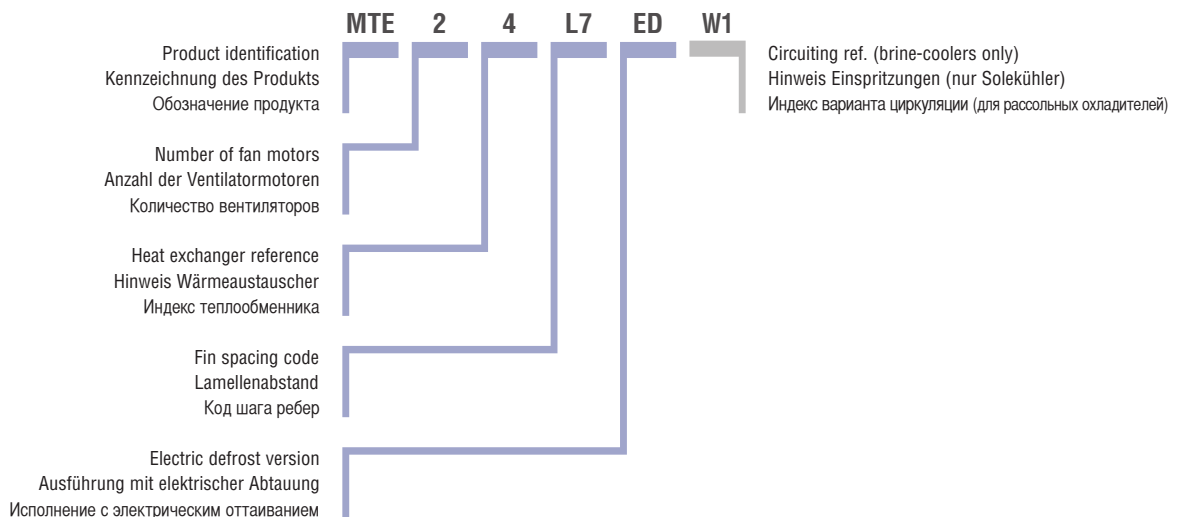 MTE 2 4 L7 ED W1
Product identification
Kennzeichnung des Produkts
Обозначение продукта
Circuiting ref. (brine-coolers only)
Hinweis Einspritzungen (nur Solekühler)
Индекс варианта циркуляции (для рассольных охладителей)
Number of fan motors
Anzahl der Ventilatormotoren
Количество вентиляторов
Heat exchanger reference
Hinweis Wärmeaustauscher
Индекс теплообменника
Fin spacing code
Lamellenabstand
Код шага ребер
Electric defrost version
Ausführung mit elektrischer Abtauung
Исполнение с электрическим оттаиванием